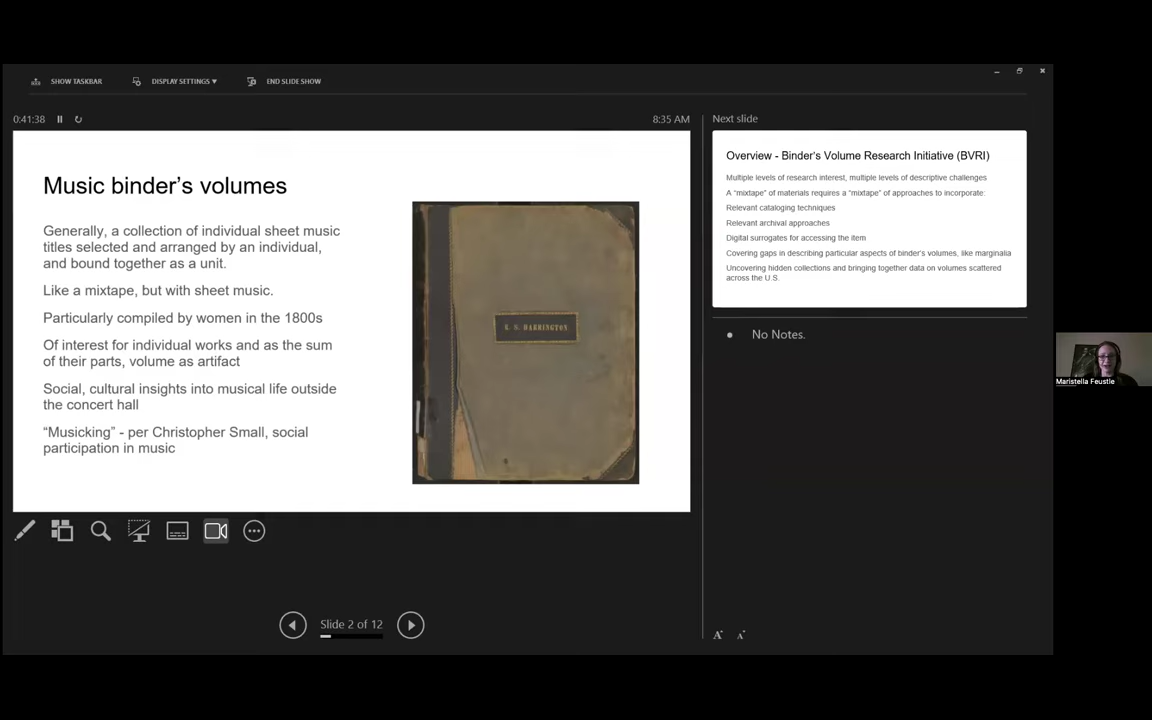 SHOW TASKBAR
DISPLAY SETTINGS ▾
END SLIDE SHOW
0:41:38
8:35 AM
Music binder's volumes
Generally, a collection of individual sheet music
titles selected and arranged by an individual,
and bound together as a unit.
Like a mixtape, but with sheet music.
Particularly compiled by women in the 1800s
Of interest for individual works and as the sum
of their parts, volume as artifact
Social, cultural insights into musical life outside
the concert hall
“Musicking” - per Christopher Small, social
participation in music
DARRINGTON
Slide 2 of 12
Next slide
Overview - Binder's Volume Research Initiative (BVRI)
Multiple levels of research interest, multiple levels of descriptive challenges
A “mixtape” of materials requires a “mixtape” of approaches to incorporate:
Relevant cataloging techniques
Relevant archival approaches
Digital surrogates for accessing the item
Covering gaps in describing particular aspects of binder's volumes, like marginalia
Uncovering hidden collections and bringing together data on volumes scattered
across the U.S.
No Notes.
A A
Maristella Feustle